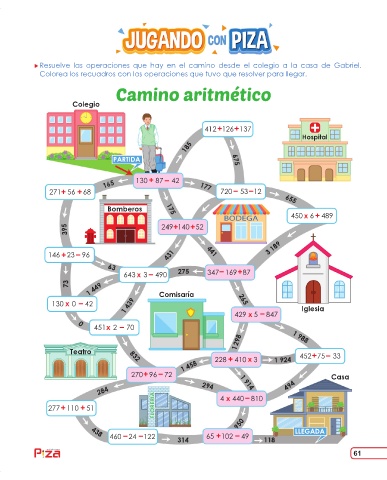 JUGANDO CON PIZA
Resuelve las operaciones que hay en el camino desde el colegio a la casa de Gabriel.
Colorea los recuadros con las operaciones que tuvo que resolver para llegar.
Camino aritmético
Colegio
412+126+137
Hospital
185
675
PARTIDA
165
130 + 87 – 42
177
720 – 53–12
655
271+ 56 +68
Bomberos
175
BODEGA
450 x 6 + 489
395
249+140+52
146 +23 – 96
63
431
441
3 189
643 x 3 – 490
275
347–169+87
73
1 449
1 439
Comisaría
265
Iglesia
130 x 0 – 42
429 x 5 – 847
0
451x 2 – 70
1 298
1 988
Teatro
832
228 + 410 x 3
1 924
452+75– 33
1 458
270+96– 72
Casa
284
294
1 914
494
4 x 440–810
277+110 + 51
LIBRERÍA
438
950
LLEGADA
460 –24 –122
314
65 +102 – 49
118
PIZA
61